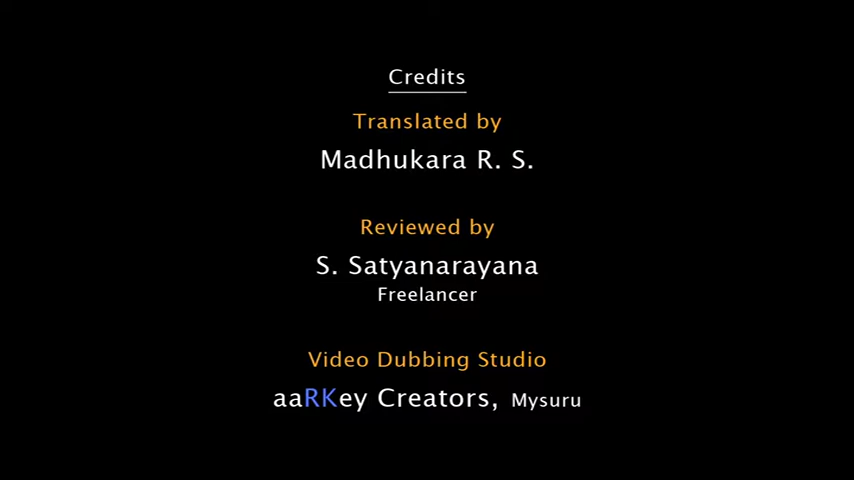 Credits
Translated by
Madhukara R. S.
Reviewed by
S. Satyanarayana
Freelancer
Video Dubbing Studio
aaRKey Creators, Mysuru